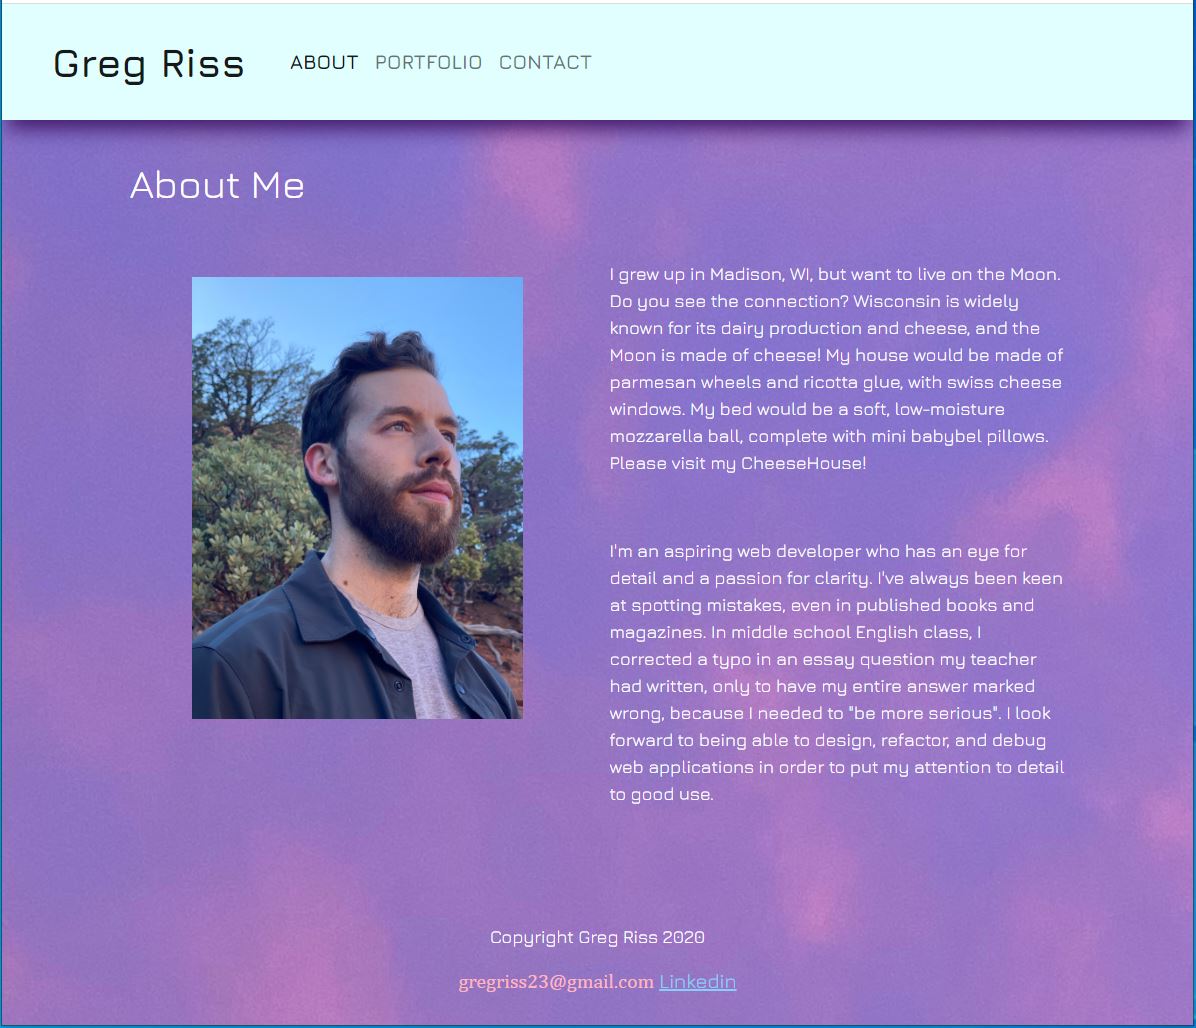 Greg Riss
ABOUT PORTFOLIO CONTACT
About Me
I grew up in Madison, WI, but want to live on the Moon.
Do you see the connection? Wisconsin is widely
known for its dairy production and cheese, and the
Moon is made of cheese! My house would be made of
parmesan wheels and ricotta glue, with swiss cheese
windows. My bed would be a soft, low-moisture
mozzarella ball, complete with mini babybel pillows.
Please visit my CheeseHouse!
I'm an aspiring web developer who has an eye for
detail and a passion for clarity. I've always been keen
at spotting mistakes, even in published books and
magazines. In middle school English class, I
corrected a typo in an essay question my teacher
had written, only to have my entire answer marked
wrong, because I needed to "be more serious". I look
forward to being able to design, refactor, and debug
web applications in order to put my attention to detail
to good use.
Copyright Greg Riss 2020
gregriss23@gmail.com Linkedin